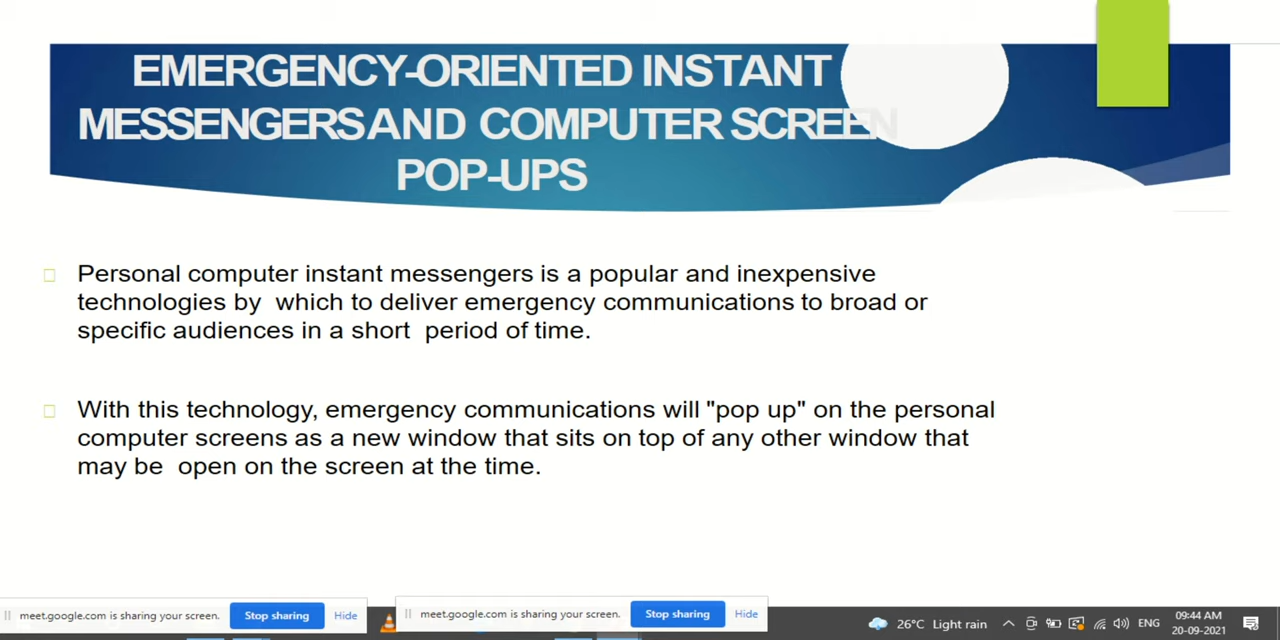 EMERGENCY-ORIENTED INSTANT
MESSENGERS AND COMPUTER SCREEN
POP-UPS
Personal computer instant messengers is a popular and inexpensive
technologies by which to deliver emergency communications to broad or
specific audiences in a short period of time.
With this technology, emergency communications will "pop up" on the personal
computer screens as a new window that sits on top of any other window that
may be open on the screen at the time.
meet.google.com is sharing your screen. Stop sharing Hide
meet.google.com is sharing your screen. Stop sharing Hide
26°C Light rain
ENG
09:44 AM
20-09-2021